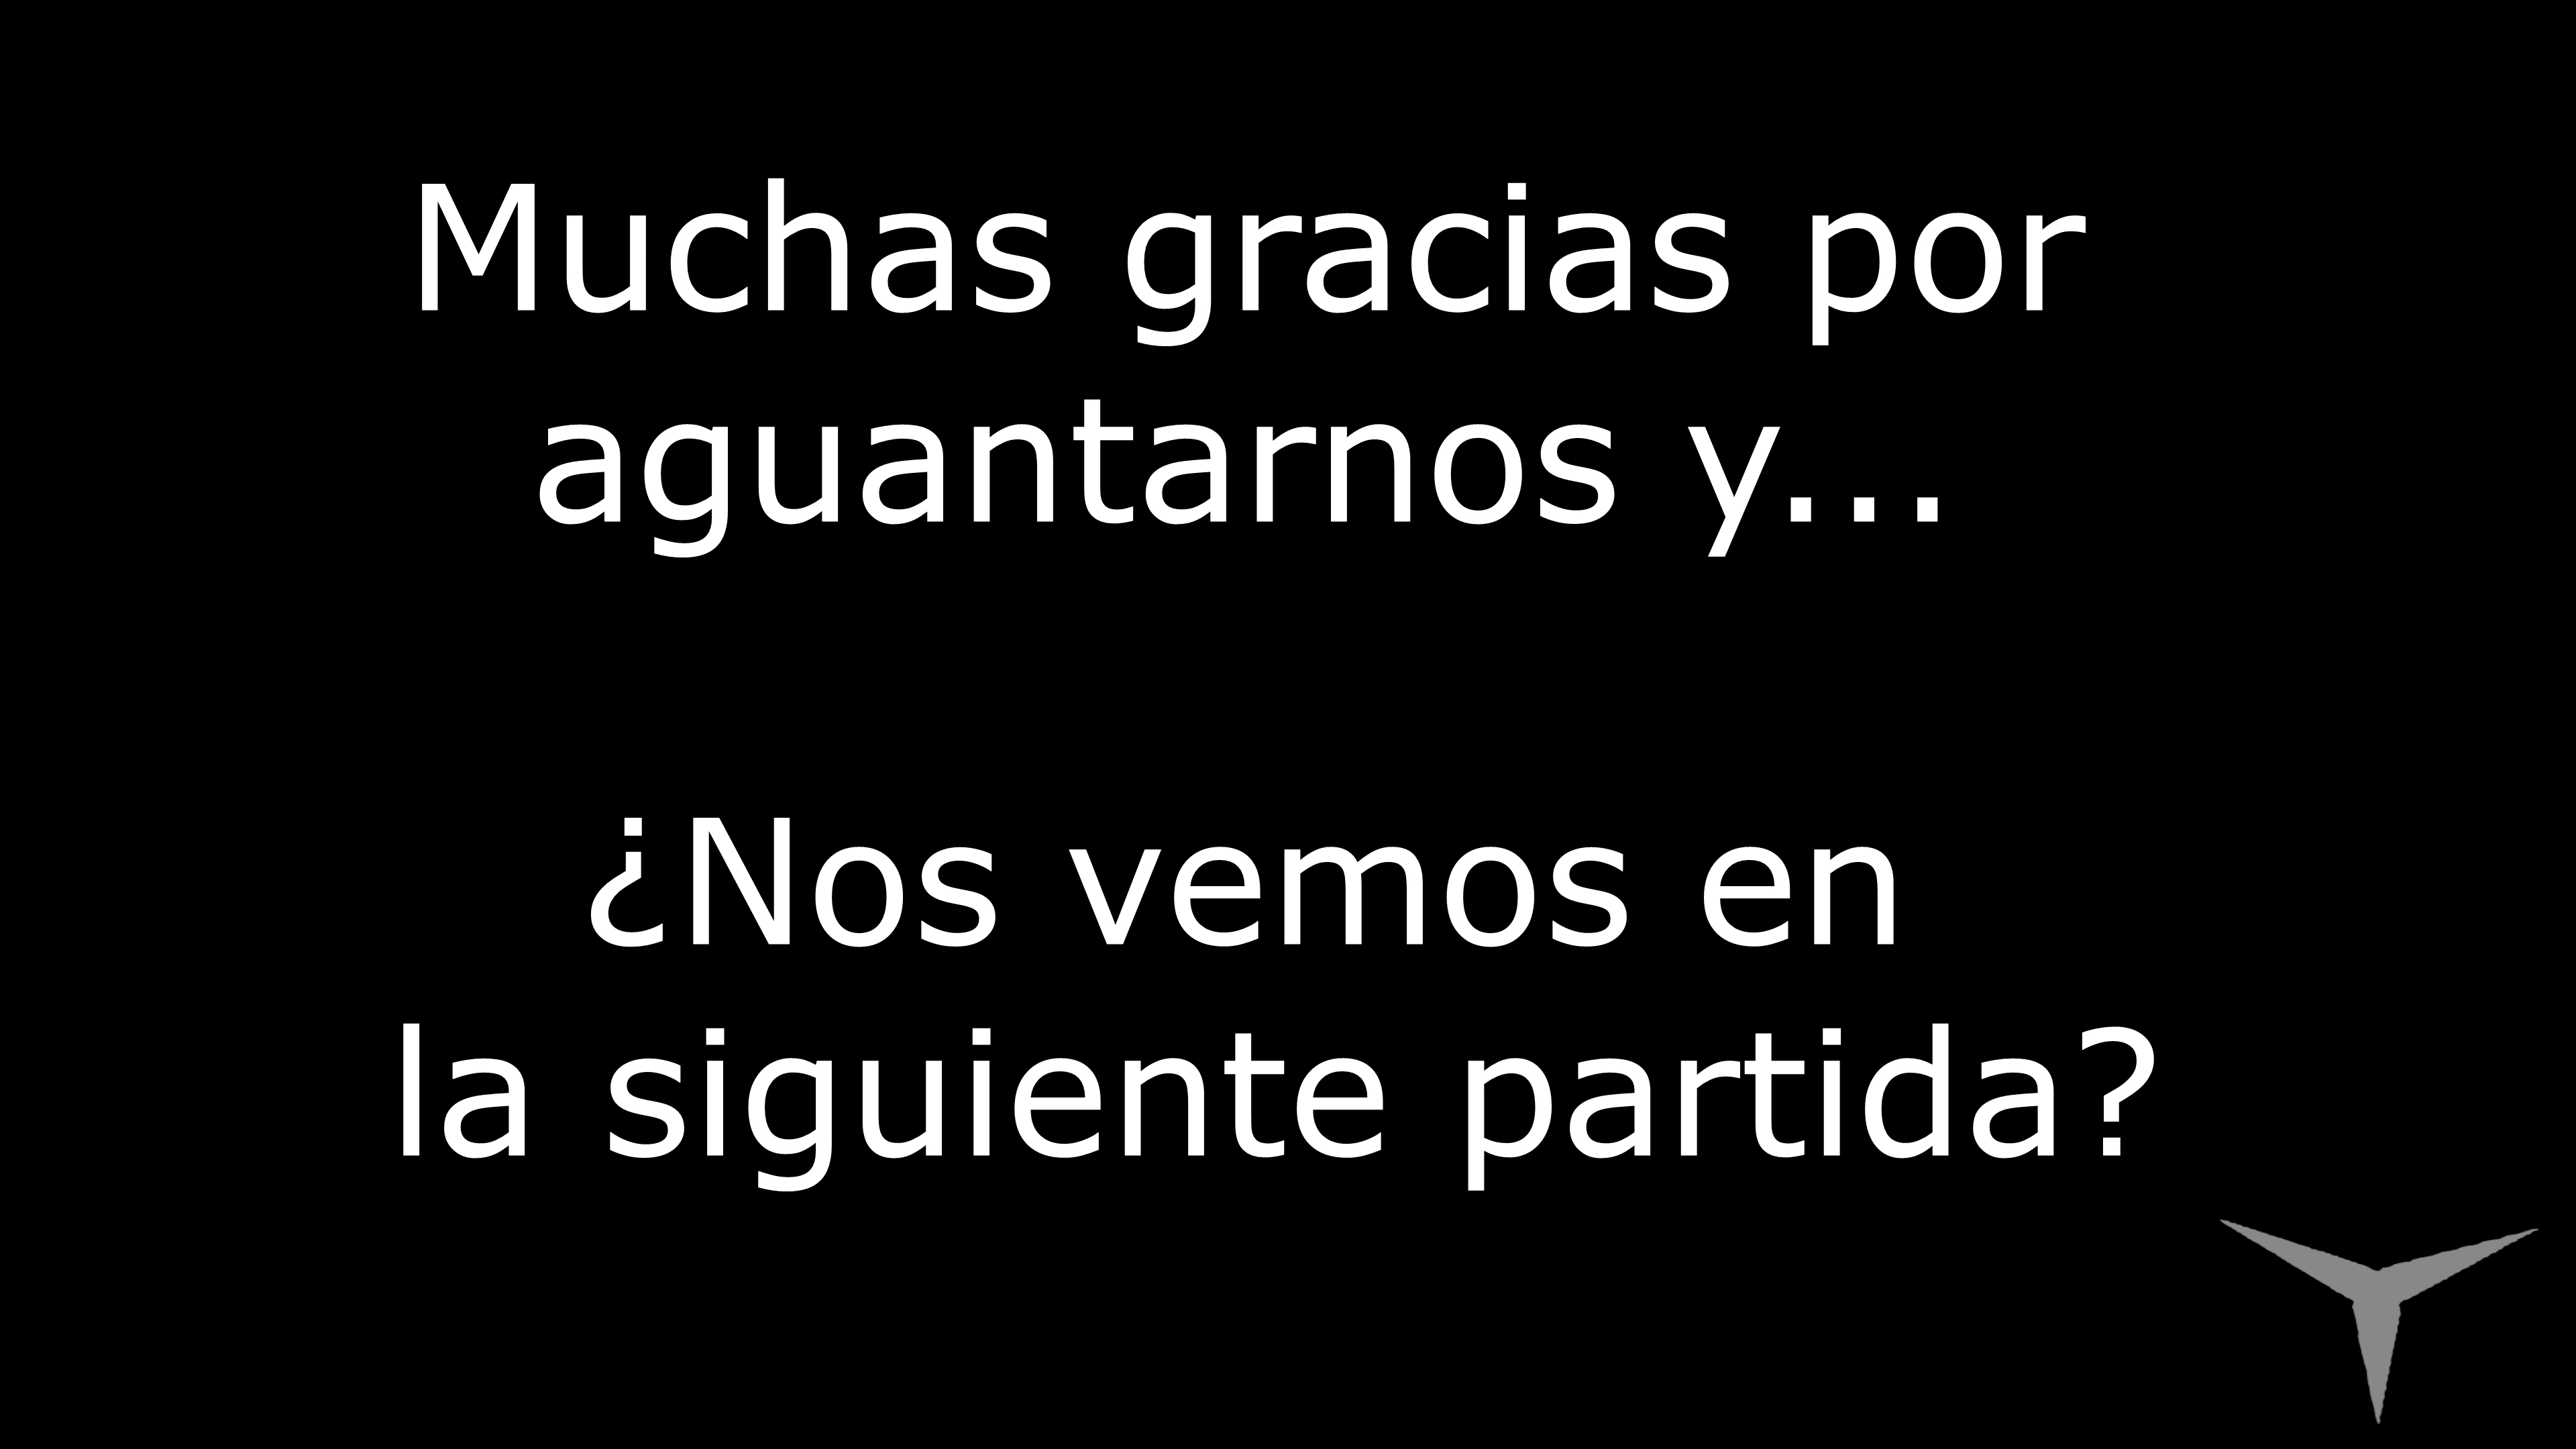 Muchas gracias por
aguantarnos y...
¿Nos vemos en
la siguiente partida?